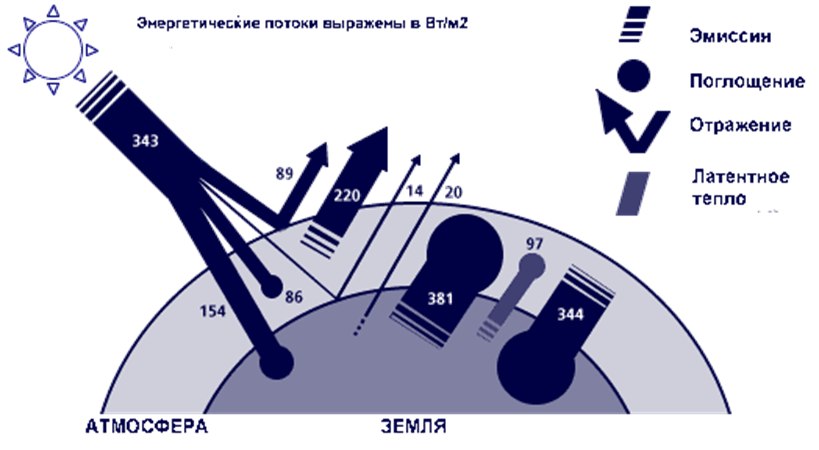 Энергетические потоки выражены в Вт/м2
Эмиссин
Поглощение
Отражение
Латентное
тепло
343
89
220
14
20
97
381
344
86
154
АТМОСФЕРА
ЗЕМЛЯ